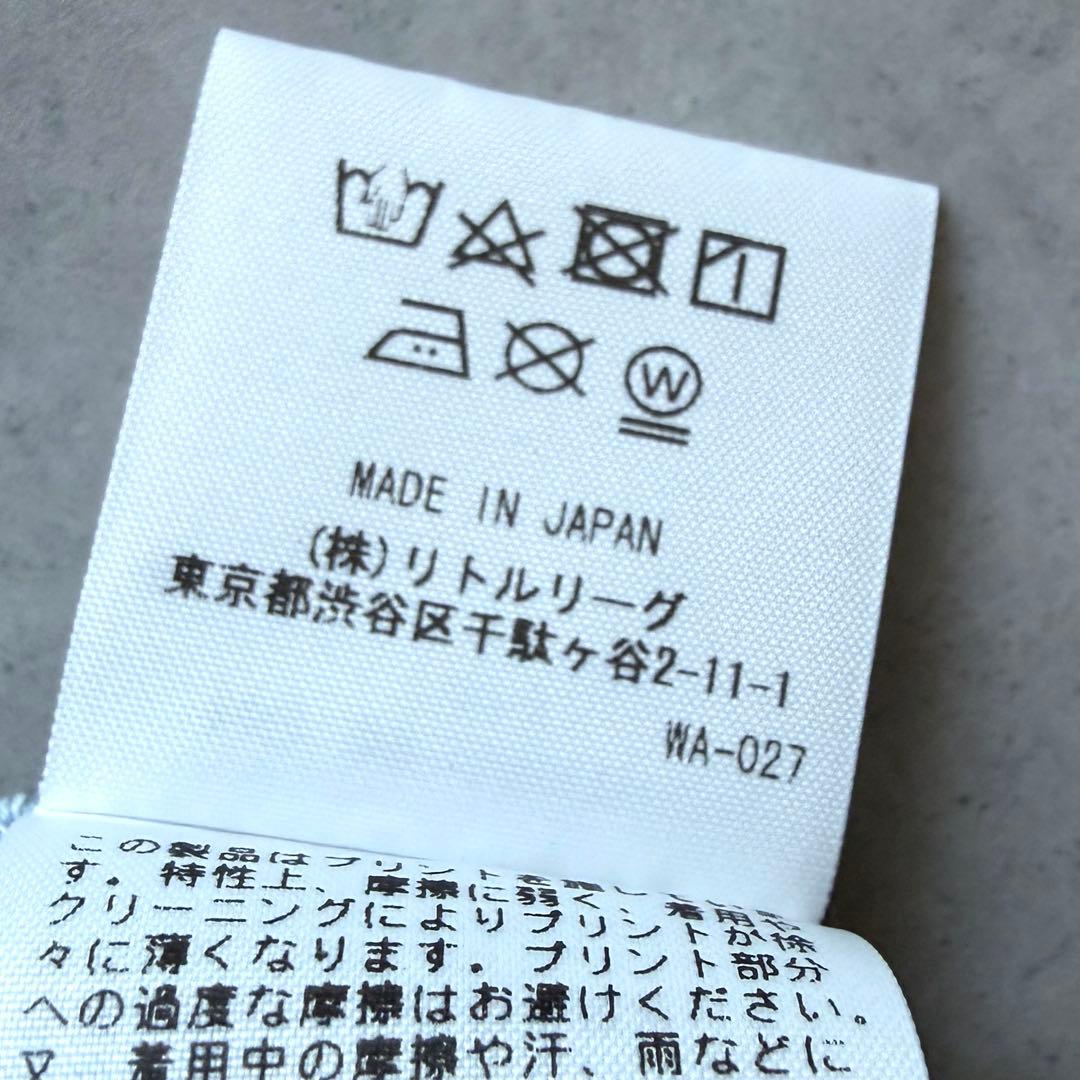 W
MADE IN JAPAN
(株)リトルリーグ
東京都渋谷区千駄ヶ谷2-11-1
WA-027
この製品はプリントを施し
す。特性上、摩擦に弱く、着用や
クリーニングによりプリントが徐
々に薄くなります。プリント部分
への過度な摩擦はお避けください。
又、着用中の摩擦や汗、雨などに